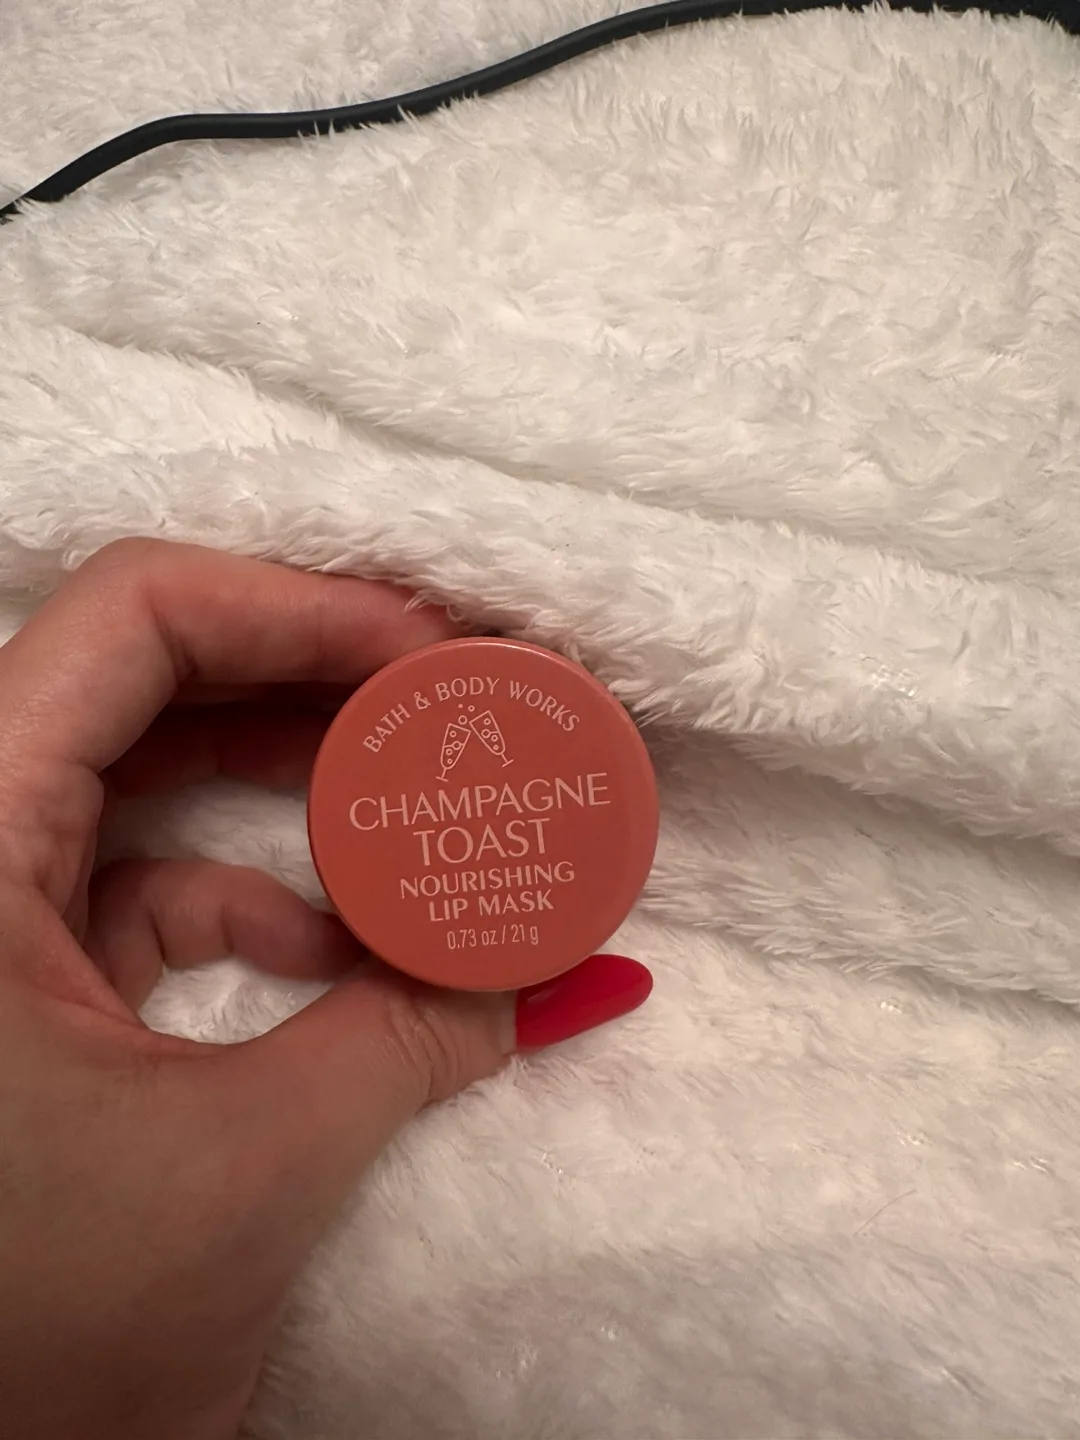 BATH & BODY WORKS
CHAMPAGNE
TOAST
NOURISHING
LIP MASK
0.73 oz / 21 g